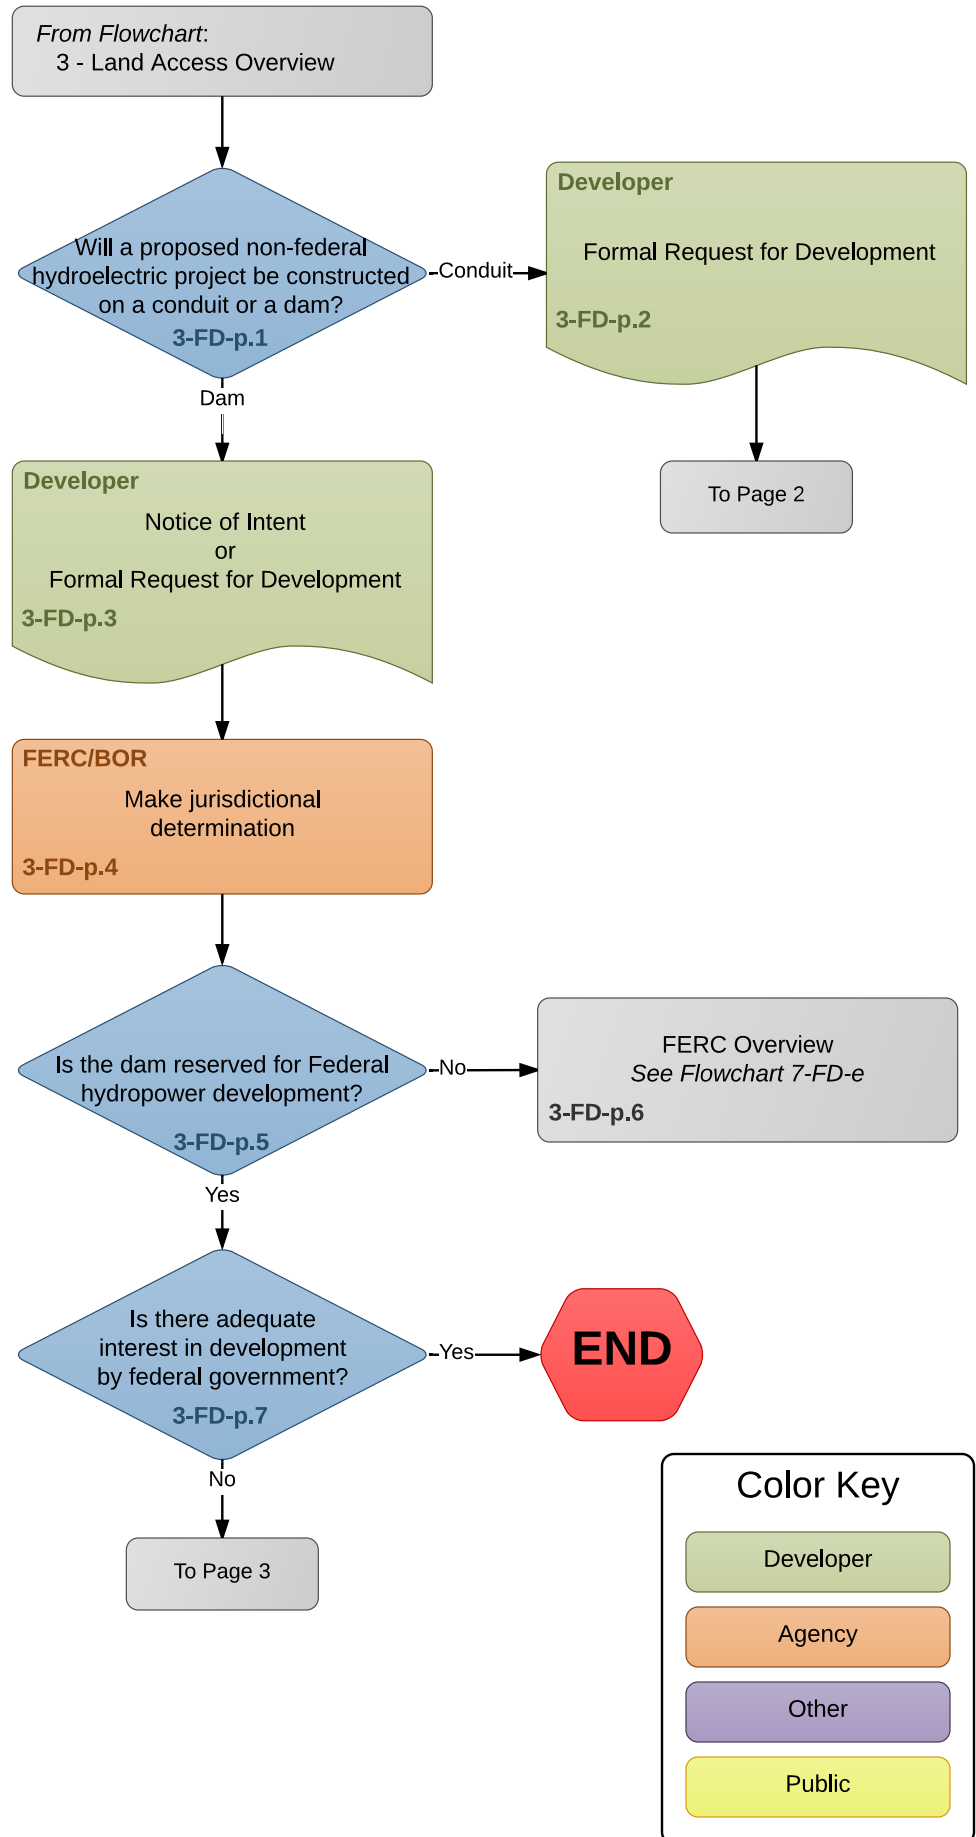 From Flowchart:
3 - Land Access Overview
Will a proposed non-federal
hydroelectric project be constructed
on a conduit or a dam?
3-FD-p.1
Conduit
Developer
Formal Request for Development
3-FD-p.2
To Page 2
Dam
Developer
Notice of Intent
or
Formal Request for Development
3-FD-p.3
FERC/BOR
Make jurisdictional
determination
3-FD-p.4
Is the dam reserved for Federal
hydropower development?
3-FD-p.5
No
FERC Overview
See Flowchart 7-FD-e
3-FD-p.6
Yes
Is there adequate
interest in development
by federal government?
3-FD-p.7
Yes
END
No
To Page 3
Color Key
Developer
Agency
Other
Public